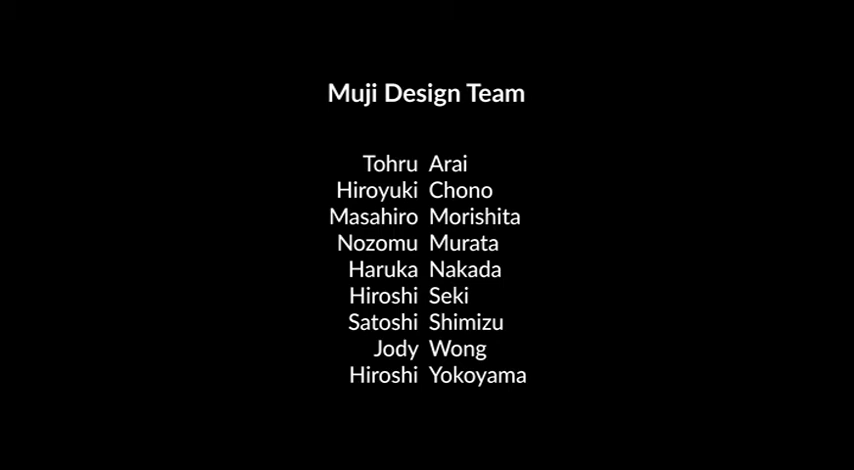 Muji Design Team
Tohru Arai
Hiroyuki Chono
Masahiro Morishita
Nozomu Murata
Haruka Nakada
Hiroshi Seki
Satoshi Shimizu
Jody Wong
Hiroshi Yokoyama